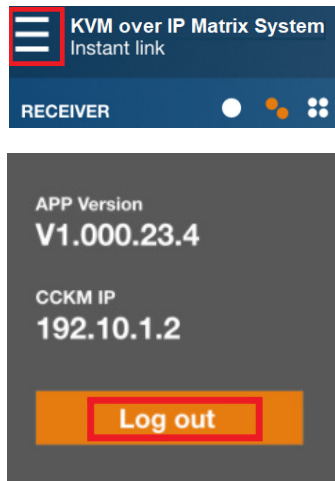 KVM over IP Matrix System
Instant link
RECEIVER
APP Version
V1.000.23.4
CCKM IP
192.10.1.2
Log out